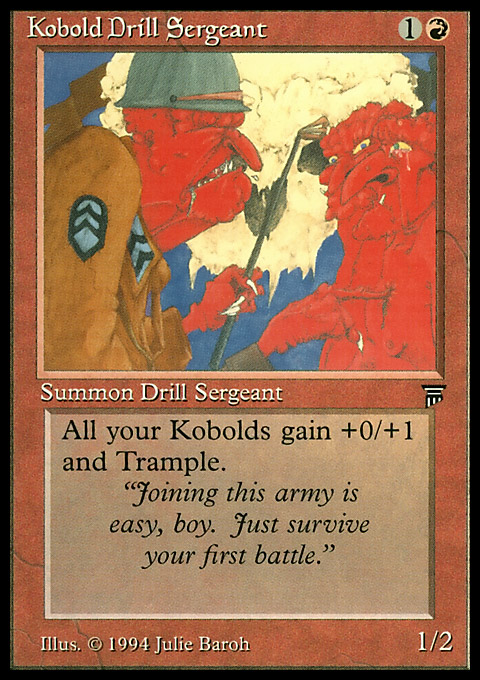 Kobold Drill Sergeant 1
Summon Drill Sergeant
All your Kobolds gain +0/+1
and Trample.
“Joining this army is
easy, boy. Just survive
your first battle.”
Illus. © 1994 Julie Baroh 1/2